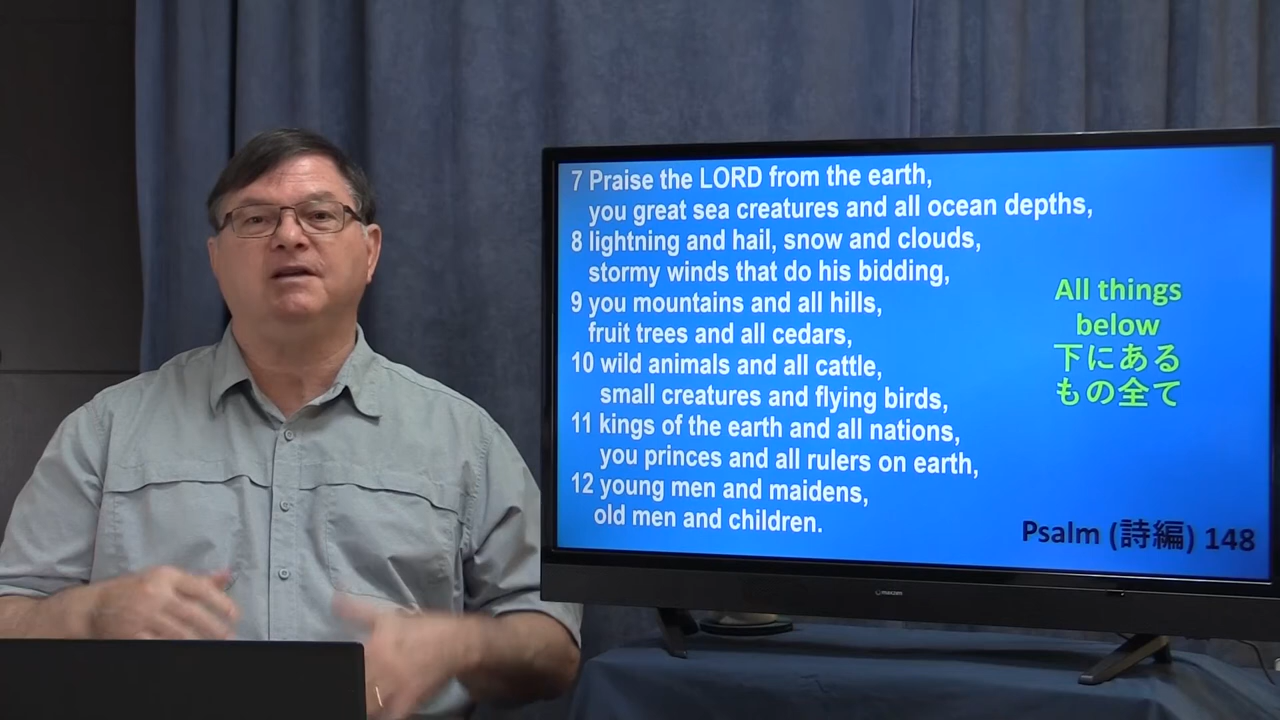 7 Praise the LORD from the earth,
you great sea creatures and all ocean depths,
8 lightning and hail, snow and clouds,
stormy winds that do his bidding,
9 you mountains and all hills,
fruit trees and all cedars,
10 wild animals and all cattle,
small creatures and flying birds,
11 kings of the earth and all nations,
you princes and all rulers on earth,
12 young men and maidens,
old men and children.
All things
below
下にある
もの全て
Psalm (詩編) 148
maxzen